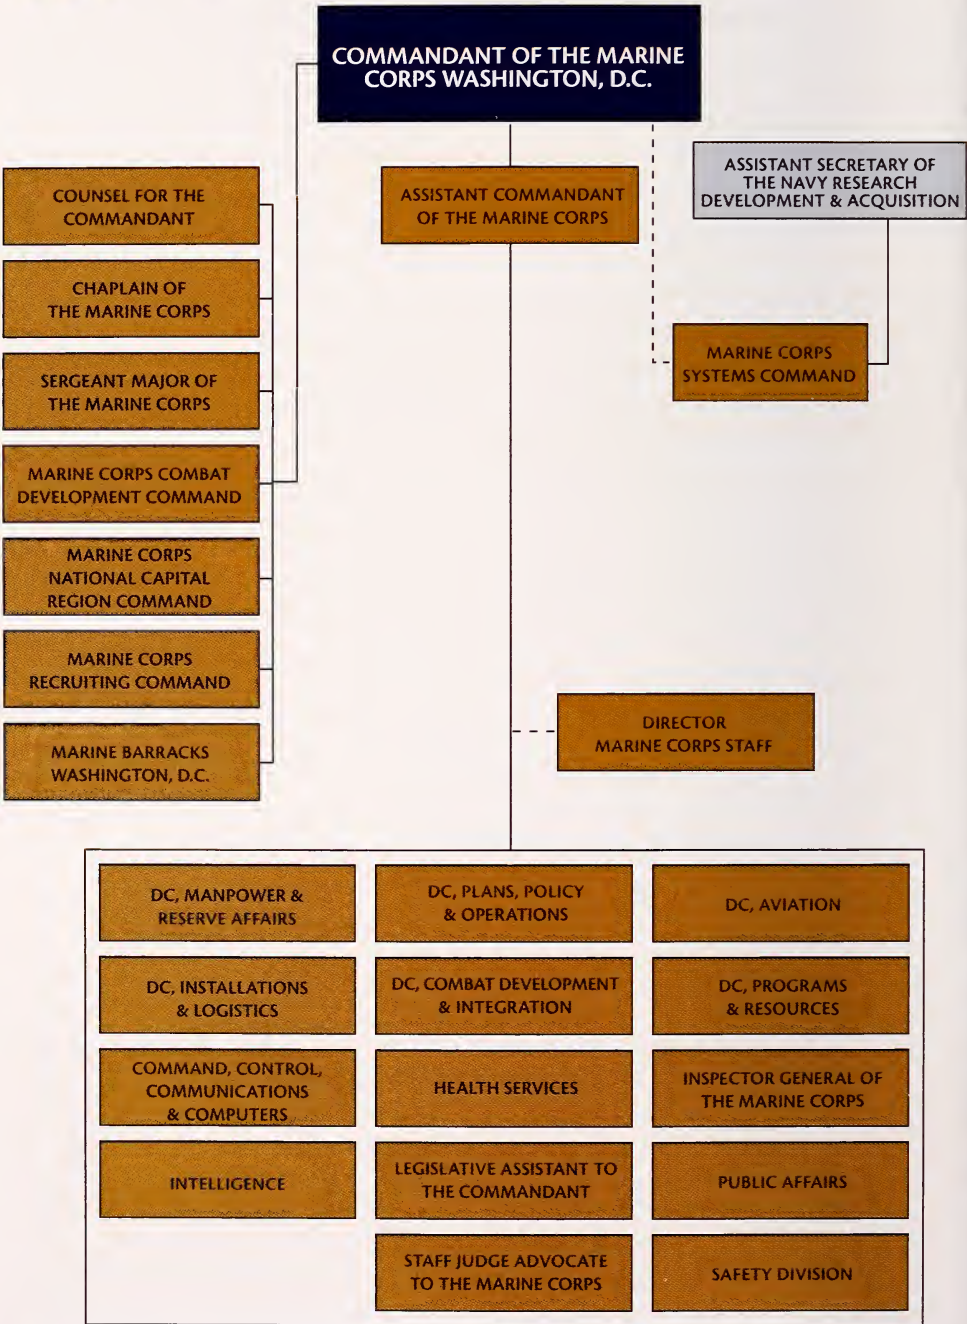 COMMANDANT OF THE MARINE
CORPS WASHINGTON, D.C.
ASSISTANT SECRETARY OF
THE NAVY RESEARCH
DEVELOPMENT & ACQUISITION
COUNSEL FOR THE
COMMANDANT
ASSISTANT COMMANDANT
OF THE MARINE CORPS
CHAPLAIN OF
THE MARINE CORPS
MARINE CORPS
SYSTEMS COMMAND
SERGEANT MAJOR OF
THE MARINE CORPS
MARINE CORPS COMBAT
DEVELOPMENT COMMAND
MARINE CORPS
NATIONAL CAPITAL
REGION COMMAND
MARINE CORPS
RECRUITING COMMAND
MARINE BARRACKS
WASHINGTON, D.C.
DIRECTOR
MARINE CORPS STAFF
DC, MANPOWER &
RESERVE AFFAIRS
DC, PLANS, POLICY
& OPERATIONS
DC, AVIATION
DC, INSTALLATIONS
& LOGISTICS
DC, COMBAT DEVELOPMENT
& INTEGRATION
DC, PROGRAMS
& RESOURCES
COMMAND, CONTROL,
COMMUNICATIONS
& COMPUTERS
HEALTH SERVICES
INSPECTOR GENERAL OF
THE MARINE CORPS
INTELLIGENCE
LEGISLATIVE ASSISTANT TO
THE COMMANDANT
PUBLIC AFFAIRS
STAFF JUDGE ADVOCATE
TO THE MARINE CORPS
SAFETY DIVISION